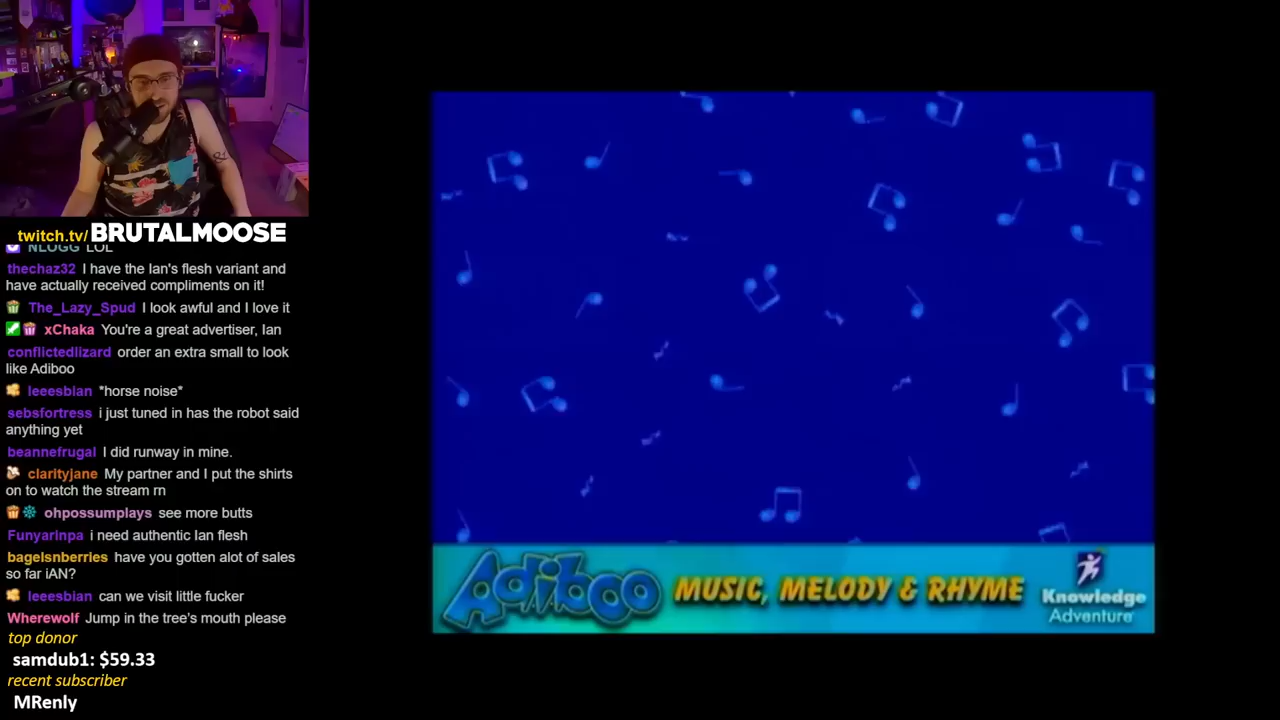 twitch.tv/BRUTALMOOSE
NLOGG LOL
thechaz32 I have the Ian's flesh variant and
have actually received compliments on it!
The_Lazy_Spud I look awful and I love it
xChaka You're a great advertiser, Ian
conflictedlizard order an extra small to look
like Adiboo
leeesbian *horse noise*
sebsfortress i just tuned in has the robot said
anything yet
beannefrugal I did runway in mine.
clarityjane My partner and I put the shirts
on to watch the stream rn
ohpossumplays see more butts
Funyarinpa i need authentic Ian flesh
bagelsnberries have you gotten alot of sales
so far iAN?
leeesbian can we visit little fucker
Wherewolf Jump in the tree's mouth please
top donor
samdub1: $59.33
recent subscriber
MRenly
Adiboo
MUSIC, MELODY & RHYME
Knowledge
Adventure